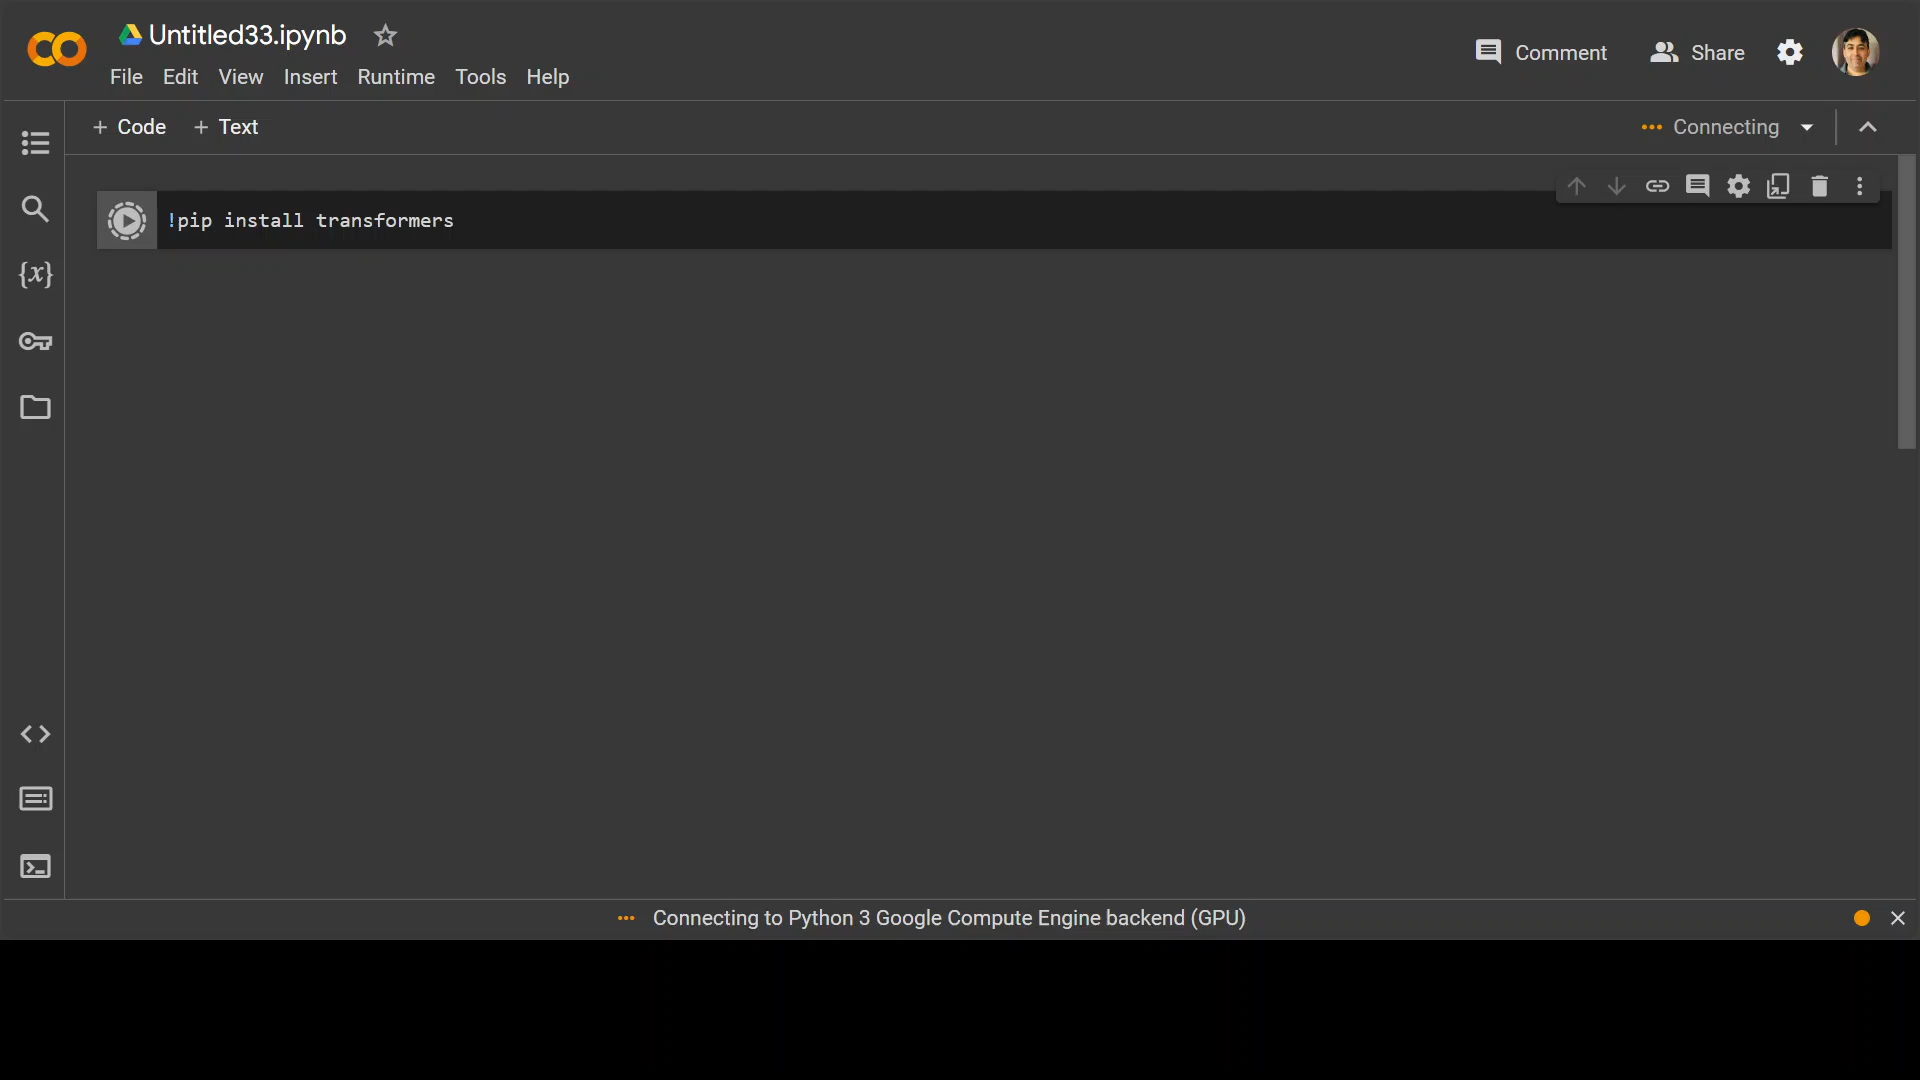 Untitled33.ipynb
Comment Share
File Edit View Insert Runtime Tools Help
+ Code + Text
Connecting
{x}
!pip install transformers
Connecting to Python 3 Google Compute Engine backend (GPU)